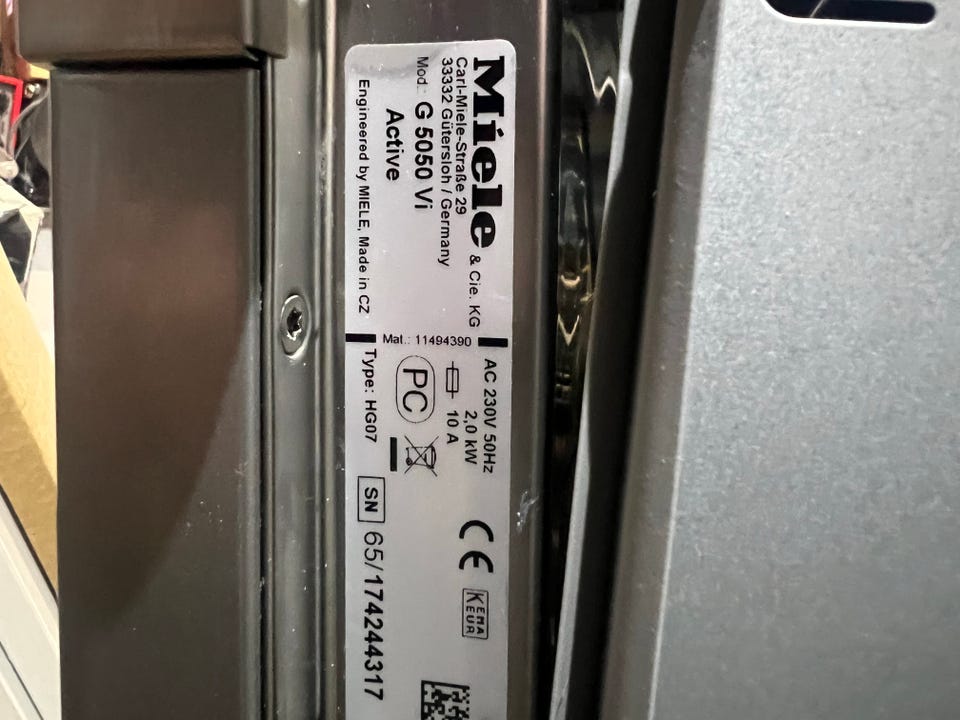 Miele & Cie. KG
Carl-Miele-Straße 29
33332 Gütersloh / Germany
Mod.: G 5050 Vi
Active
Engineered by MIELE, Made in CZ
Mat.: 11494390
AC 230V 50Hz
2,0 kW
10 A
PC
Type: HG07
CE
KEMA
EUR
SN 65/174244317